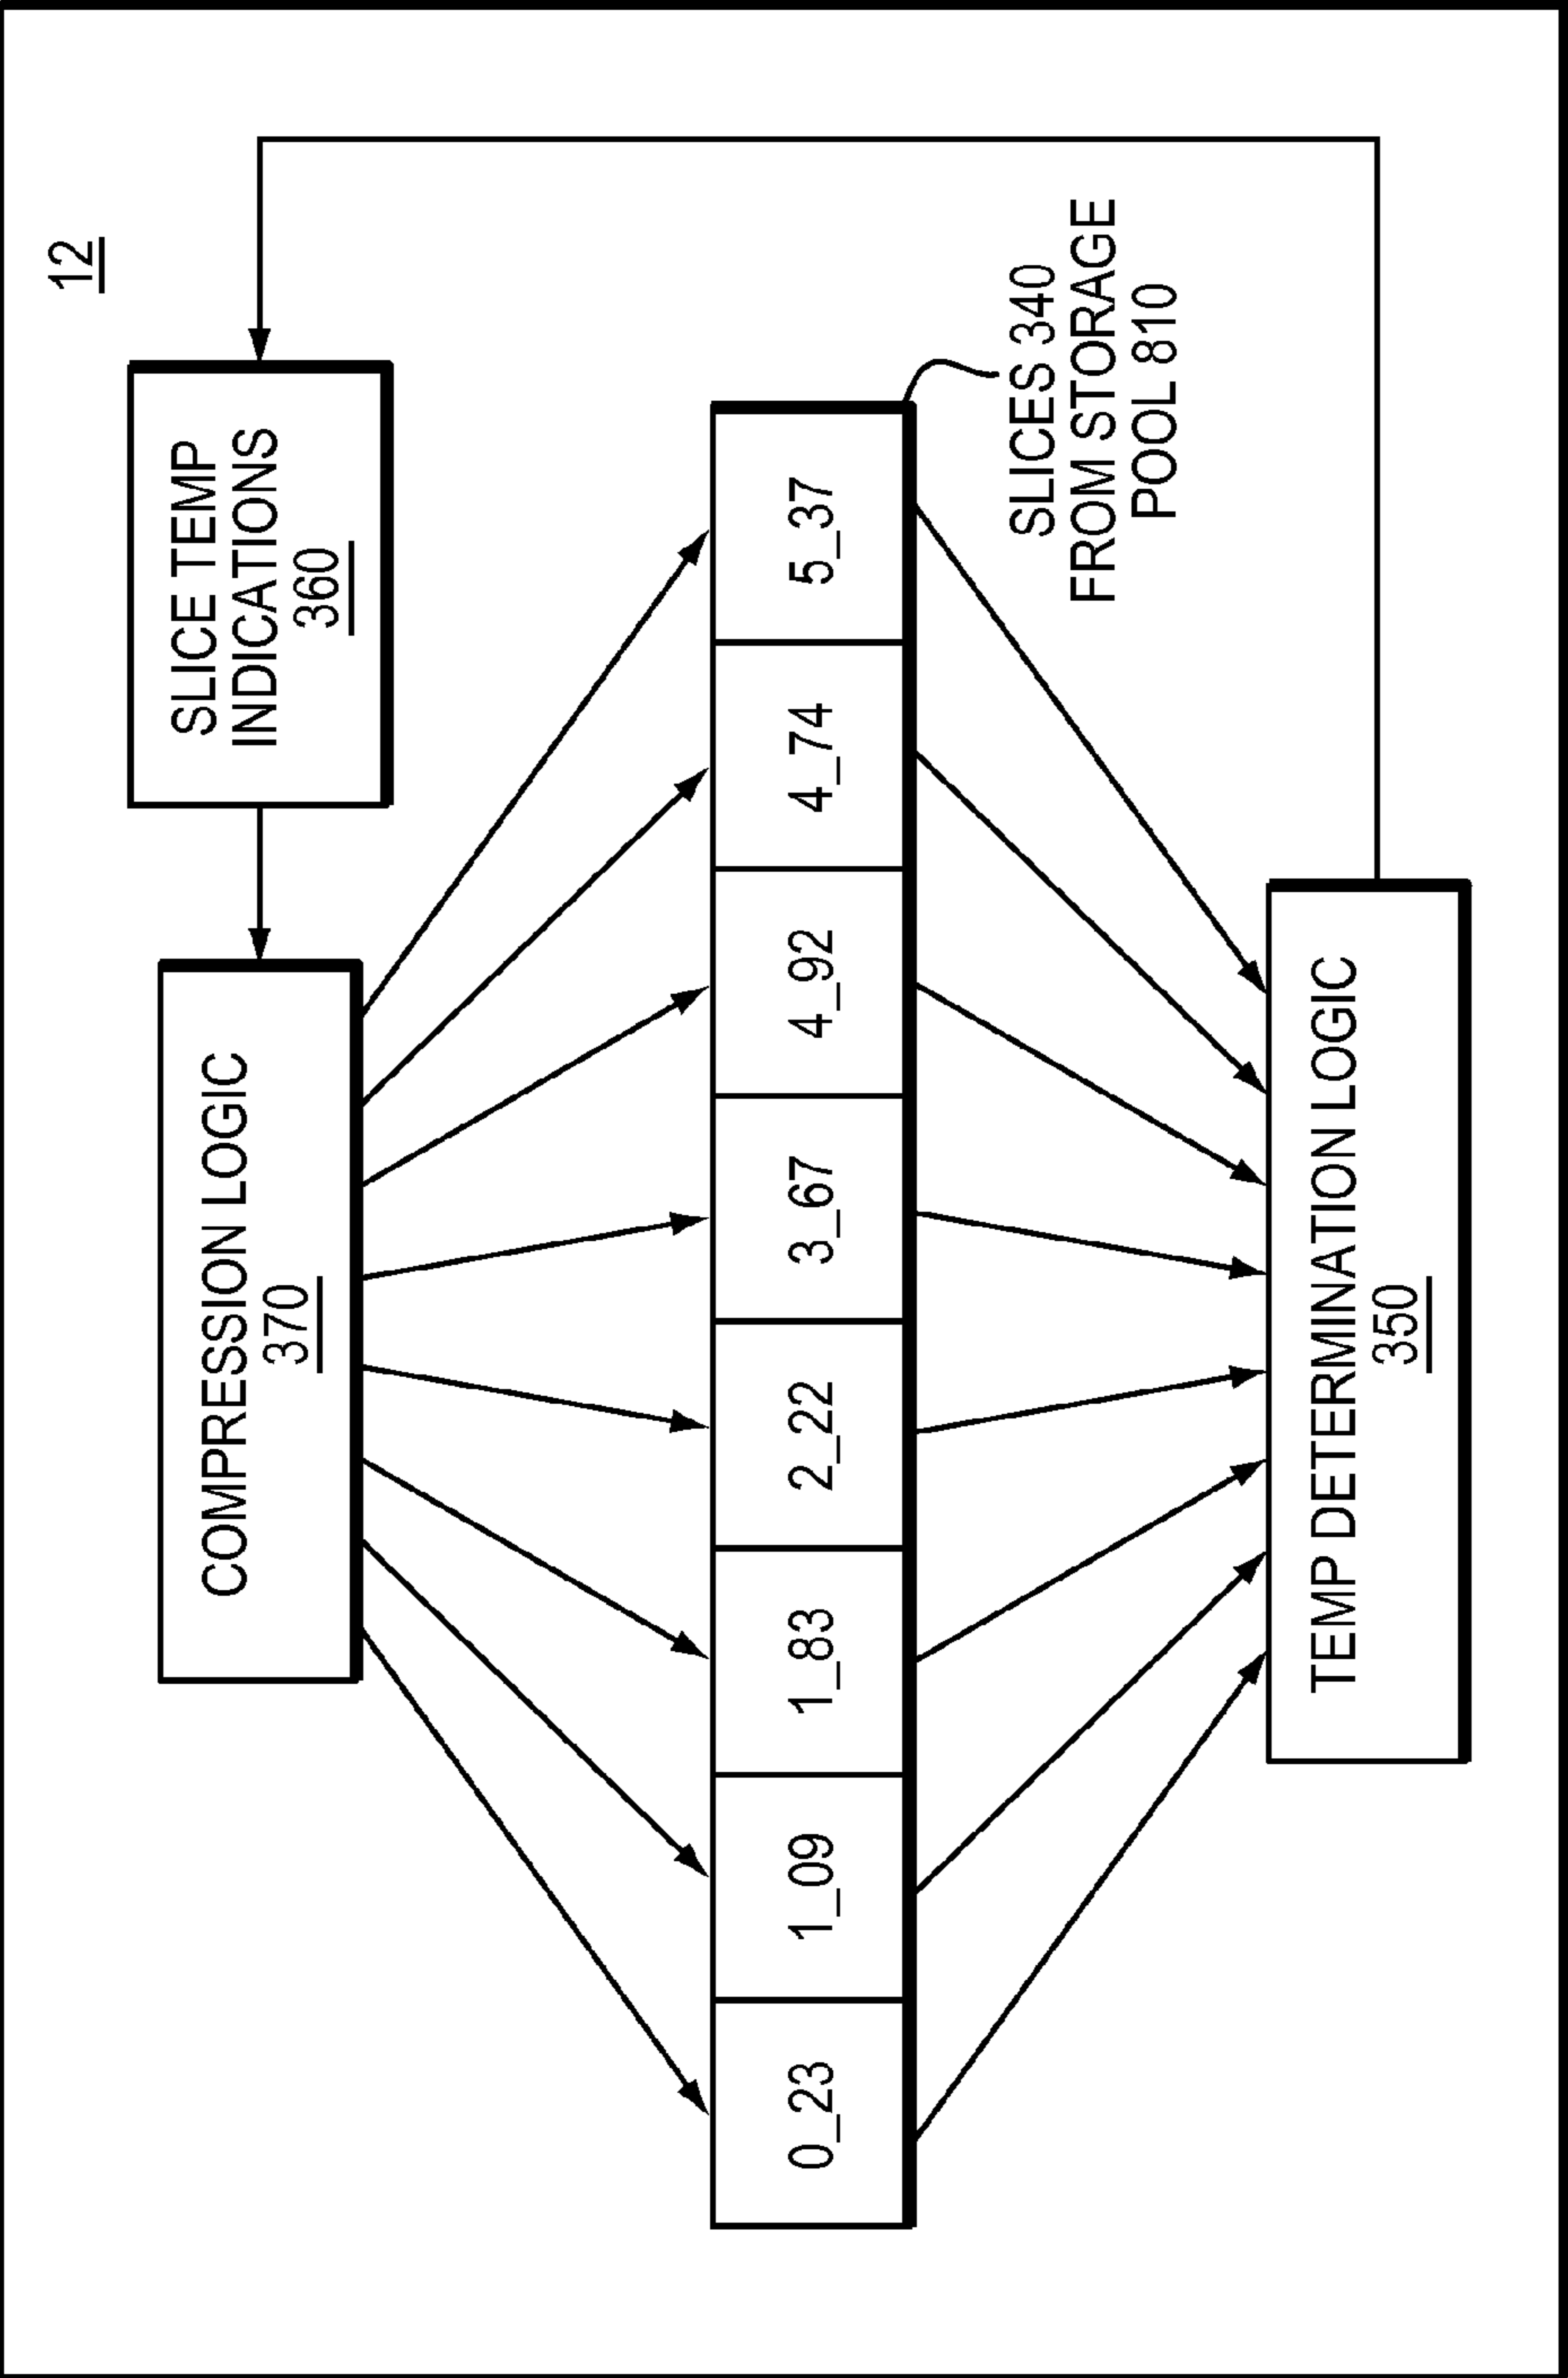 12
SLICE TEMP
INDICATIONS
360
COMPRESSION LOGIC
370
0_23
1_09
1_83
2_22
3_67
4_92
4_74
5_37
SLICES 340
FROM STORAGE
POOL 810
TEMP DETERMINATION LOGIC
350